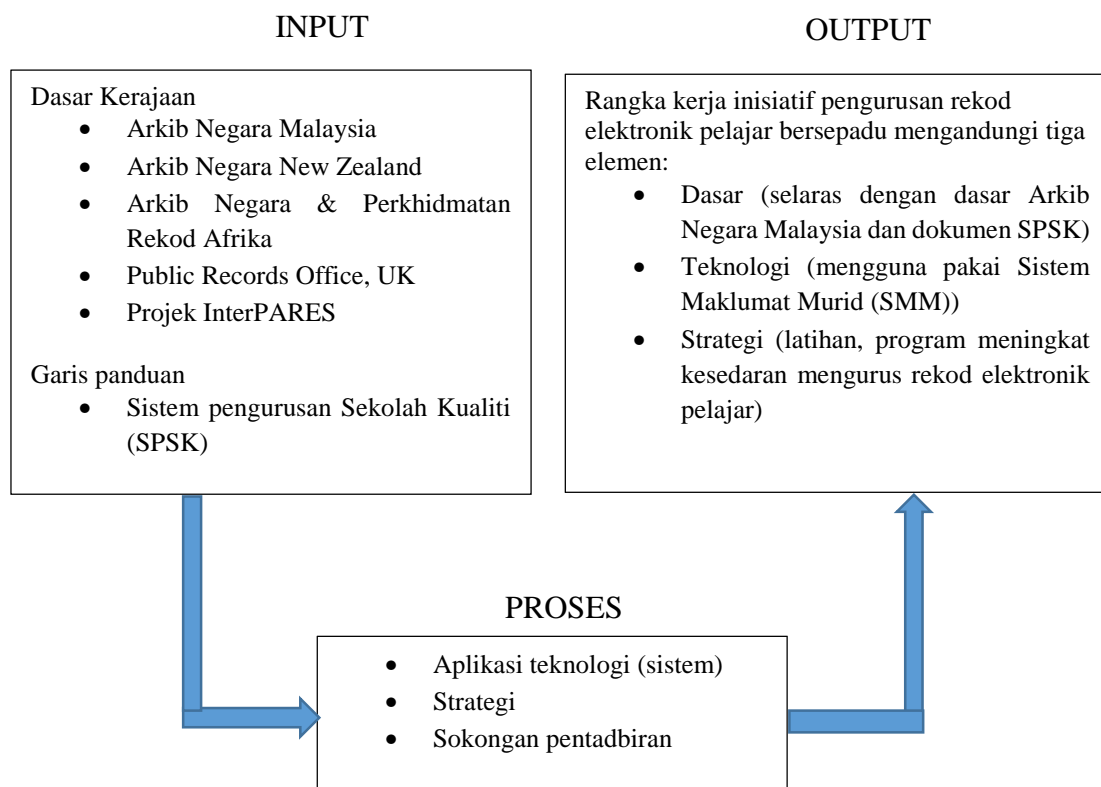 INPUT
Dasar Kerajaan
• Arkib Negara Malaysia
• Arkib Negara New Zealand
• Arkib Negara & Perkhidmatan
Rekod Afrika
• Public Records Office, UK
• Projek InterPARES
Garis panduan
• Sistem pengurusan Sekolah Kualiti
(SPSK)
OUTPUT
Rangka kerja inisiatif pengurusan rekod
elektronik pelajar bersepadu mengandungi tiga
elemen:
• Dasar (selaras dengan dasar Arkib
Negara Malaysia dan dokumen SPSK)
• Teknologi (mengguna pakai Sistem
Maklumat Murid (SMM))
• Strategi (latihan, program meningkat
kesedaran mengurus rekod elektronik
pelajar)
PROSES
• Aplikasi teknologi (sistem)
• Strategi
• Sokongan pentadbiran